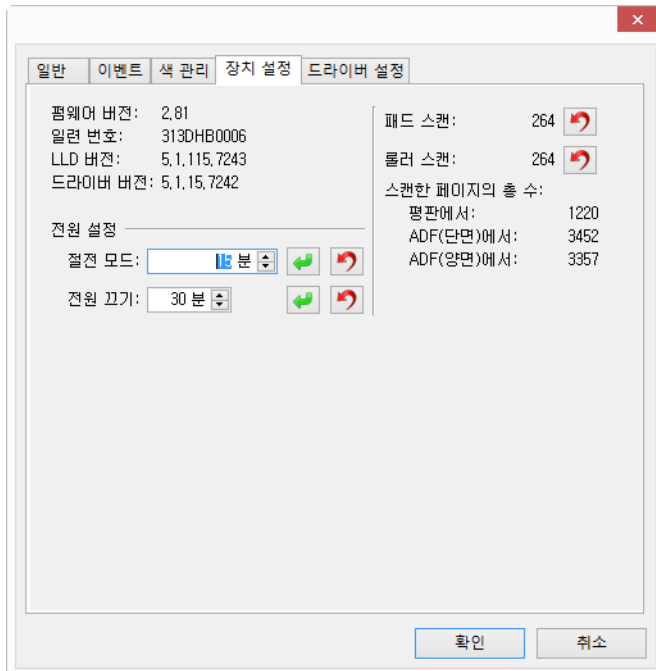 일반 이벤트 색 관리 장치 설정 드라이버 설정
펌웨어 버전: 2.81
일련 번호: 313DHB0006
LLD 버전: 5.1.115.7243
드라이버 버전: 5.1.15.7242
전원 설정
절전 모드: 15 분
전원 끄기: 30 분
패드 스캔: 264
롤러 스캔: 264
스캔한 페이지의 총 수:
평판에서: 1220
ADF(단면)에서: 3452
ADF(양면)에서: 3357
확인 취소